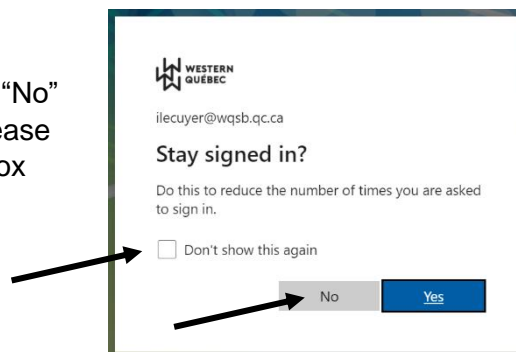 “No”
ease
ox
WESTERN
QUÉBEC
ilecuyer@wqsb.qc.ca
Stay signed in?
Do this to reduce the number of times you are asked
to sign in.
Don't show this again
No Yes